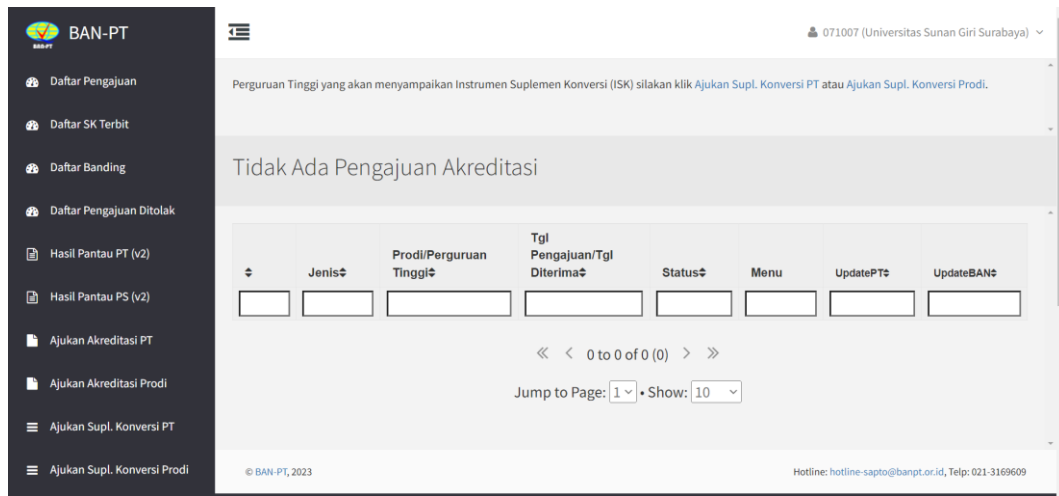 BAN-PT
BAN-PT
071007 (Universitas Sunan Giri Surabaya)
Daftar Pengajuan
Daftar SK Terbit
Daftar Banding
Daftar Pengajuan Ditolak
Hasil Pantau PT (v2)
Hasil Pantau PS (v2)
Ajukan Akreditasi PT
Ajukan Akreditasi Prodi
Ajukan Supl. Konversi PT
Ajukan Supl. Konversi Prodi
Perguruan Tinggi yang akan menyampaikan Instrumen Suplemen Konversi (ISK) silakan klik Ajukan Supl. Konversi PT atau Ajukan Supl. Konversi Prodi.
Tidak Ada Pengajuan Akreditasi
Jenis
Prodi/Perguruan
Tinggi
Tgl
Pengajuan/Tgl
Diterima
Status
Menu
UpdatePT
UpdateBAN
« < 0 to 0 of 0 (0) > »
Jump to Page: 1 • Show: 10
© BAN-PT, 2023
Hotline: hotline-sapto@banpt.or.id, Telp: 021-3169609